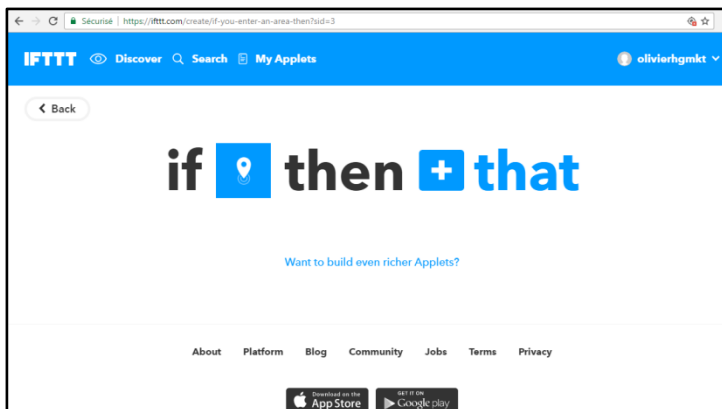 Sécurisé | https://ifttt.com/create/if-you-enter-an-area-then?sid=3
IFTTT Discover Search My Applets olivierhgmkt
Back
if then + that
Want to build even richer Applets?
About Platform Blog Community Jobs Terms Privacy
Download on the App Store GET IT ON Google play